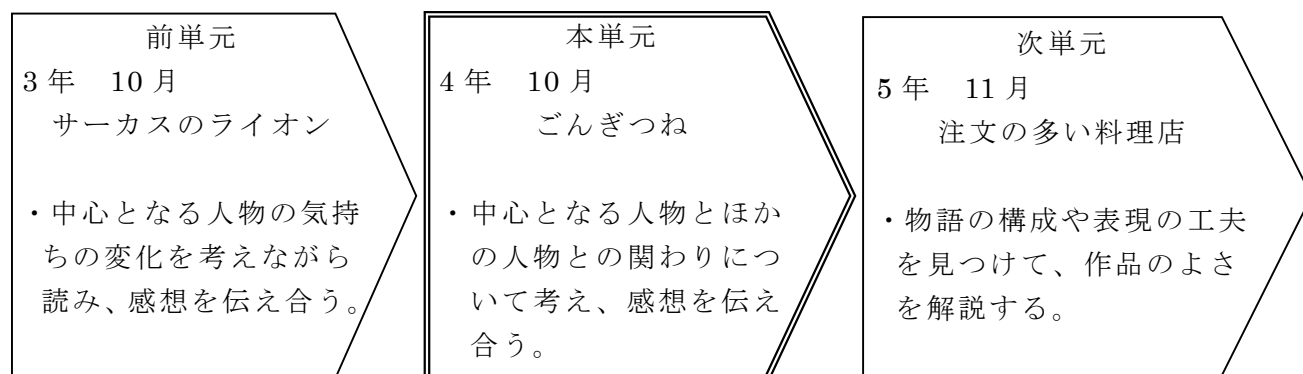 前単元
3年 10月
サーカスのライオン
・中心となる人物の気持
ちの変化を考えながら
読み、感想を伝え合う。
本単元
4年 10月
ごんぎつね
・中心となる人物とほか
の人物との関わりにつ
いて考え、感想を伝え
合う。
次単元
5年 11月
注文の多い料理店
・物語の構成や表現の工夫
を見つけて、作品のよさ
を解説する。